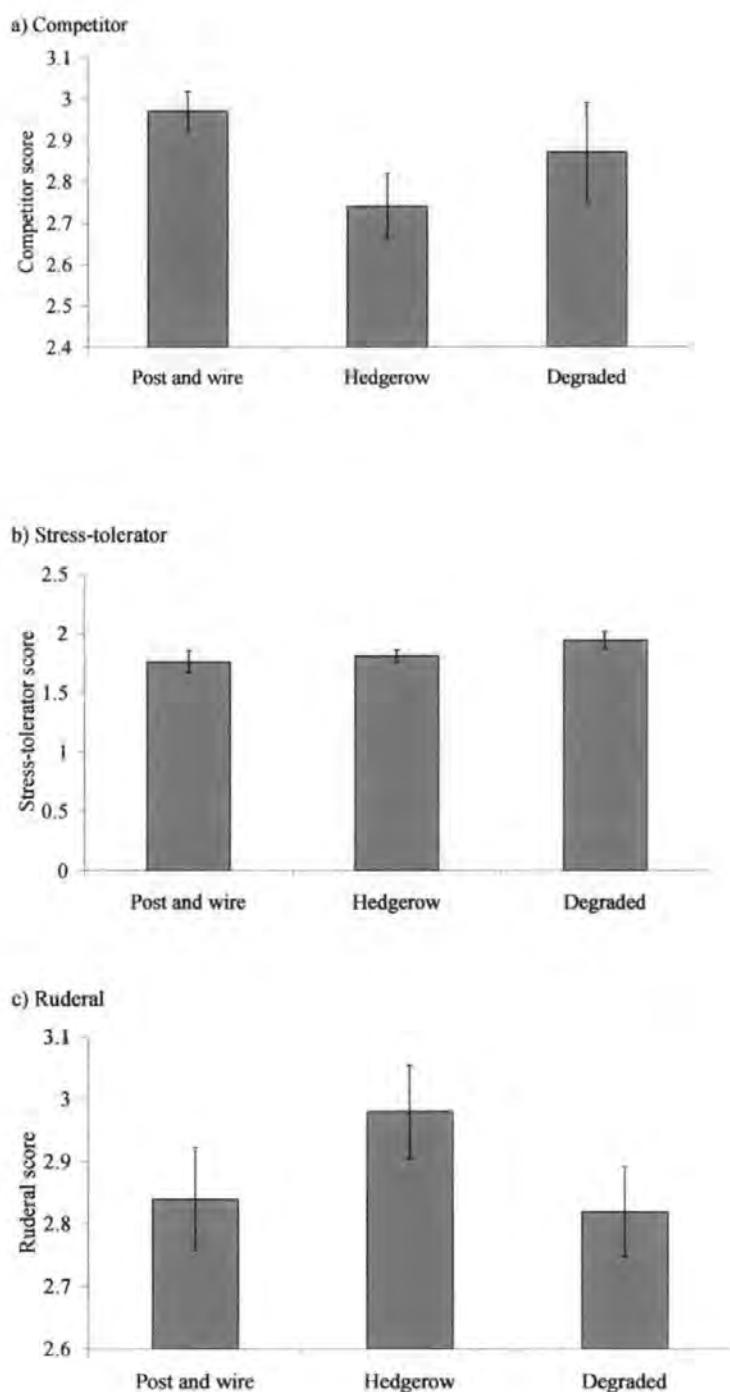 a) Competitor
3.1
3
2.9
2.8
2.7
2.6
2.5
2.4
Competitor score
Post and wire Hedgerow Degraded
b) Stress-tolerator
2.5
2
1.5
1
0.5
0
Stress-tolerator score
Post and wire Hedgerow Degraded
c) Ruderal
3.1
3
2.9
2.8
2.7
2.6
Ruderal score
Post and wire Hedgerow Degraded